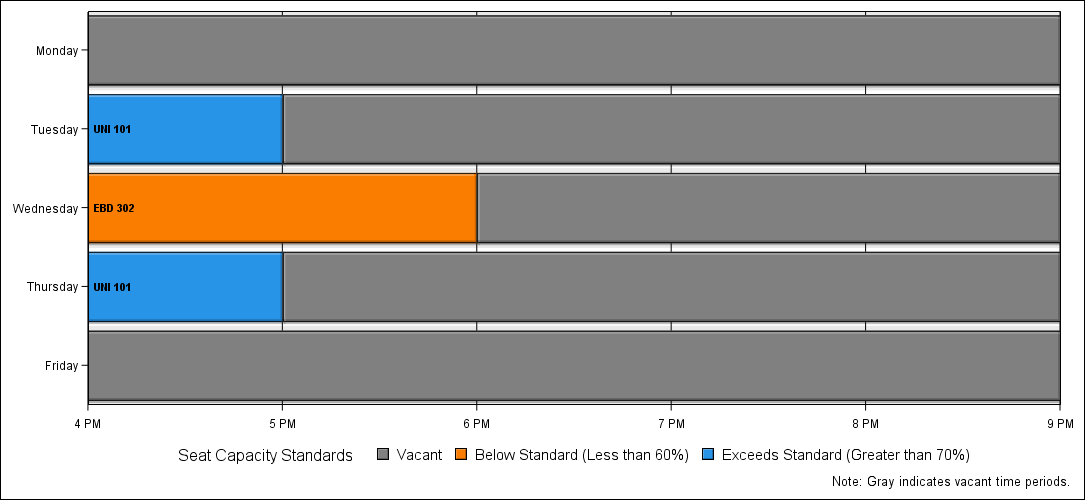 Monday
Tuesday
UNI 101
Wednesday
EBD 302
Thursday
UNI 101
Friday
4 PM 5 PM 6 PM 7 PM 8 PM 9 PM
Seat Capacity Standards Vacant Below Standard (Less than 60%) Exceeds Standard (Greater than 70%)
Note: Gray indicates vacant time periods.